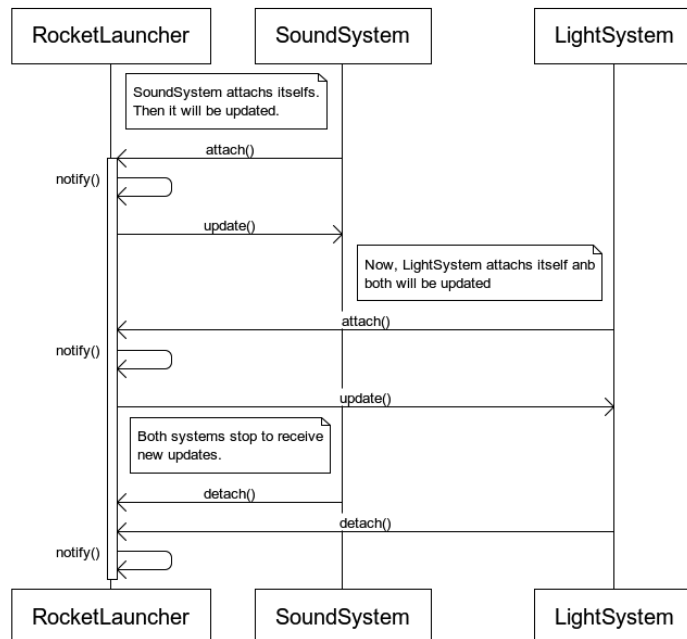 RocketLauncher
SoundSystem
LightSystem
SoundSystem attachs itselfs.
Then it will be updated.
attach()
notify()
update()
Now, LightSystem attachs itself anb
both will be updated
attach()
notify()
update()
Both systems stop to receive
new updates.
detach()
detach()
notify()
RocketLauncher
SoundSystem
LightSystem